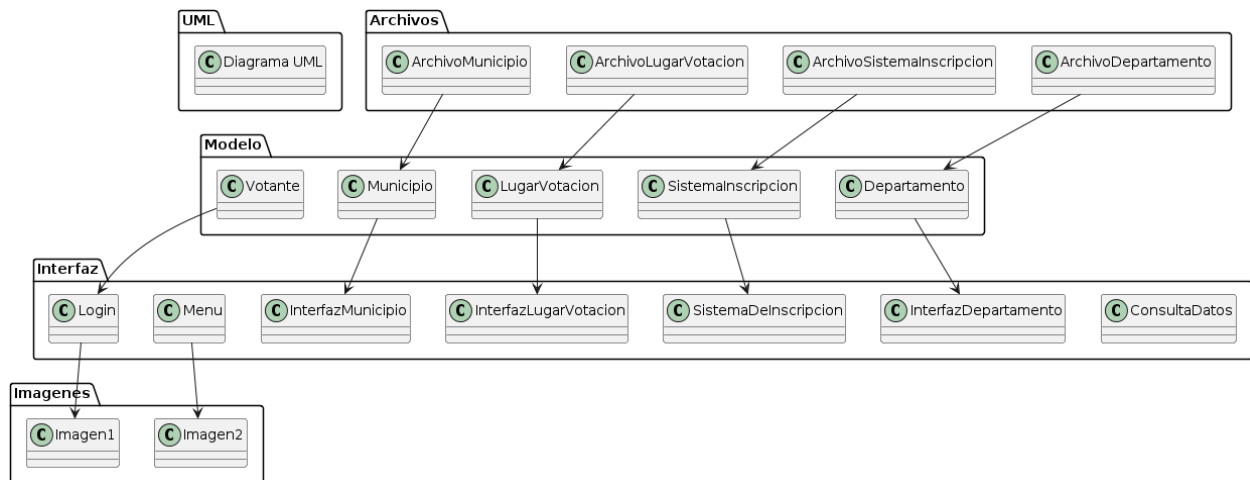 UML
Archivos
Diagrama UML
ArchivoMunicipio
ArchivoLugarVotacion
ArchivoSistemaInscripcion
ArchivoDepartamento
Modelo
Votante
Municipio
LugarVotacion
SistemaInscripcion
Departamento
Interfaz
Login
Menu
InterfazMunicipio
InterfazLugarVotacion
SistemaDeInscripcion
InterfazDepartamento
ConsultaDatos
Imagenes
Imagen1
Imagen2